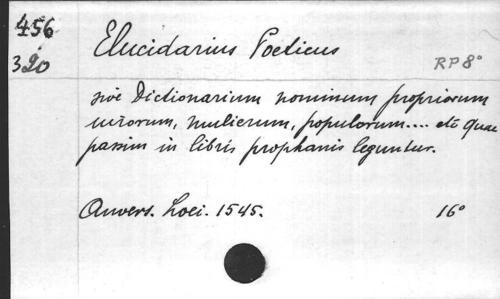 456
320
Elucidarius Poeticus
RP8°
sive Dictionarium nominum propriorum
virorum, mulierum, populorum.... etc Quae
passim in libris prophanis leguntur.
Anvers. Loei. 1545. 16°